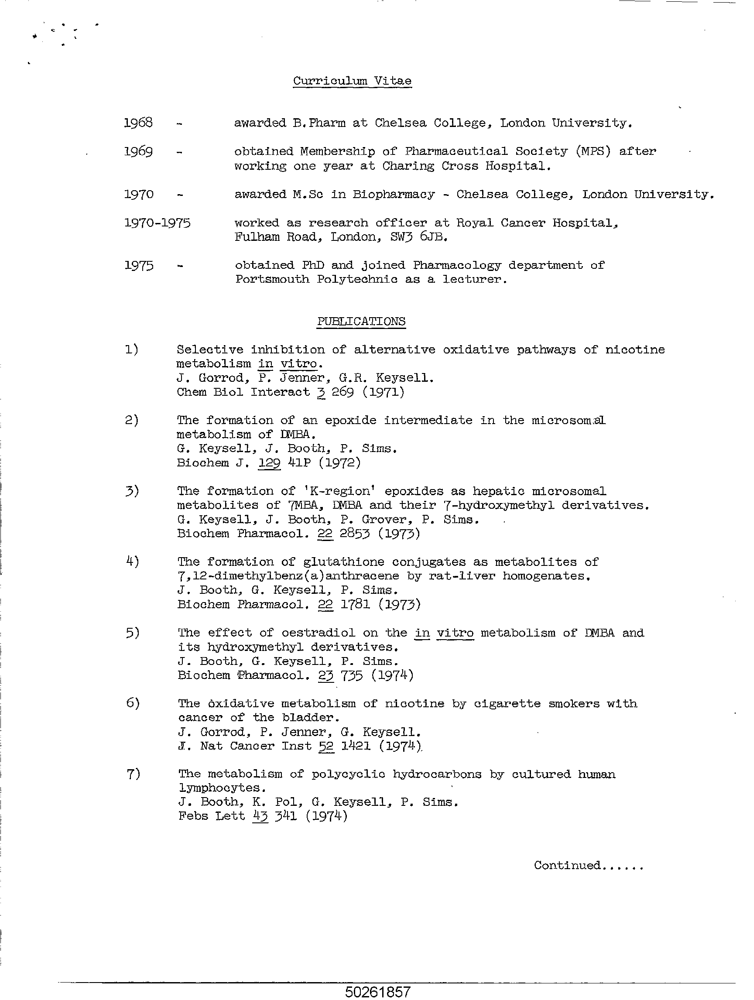 Curriculum Vitae
1968 - awarded B.Pharm at Chelsea College, London University.
1969 - obtained Membership of Pharmaceutical Society (MPS) after
working one year at Charing Cross Hospital.
1970 - awarded M.Sc in Biopharmacy - Chelsea College, London University.
1970-1975 worked as research officer at Royal Cancer Hospital,
Fulham Road, London, SW3 6JB.
1975 - obtained PhD and joined Pharmacology department of
Portsmouth Polytechnic as a lecturer.
PUBLICATIONS
1) Selective inhibition of alternative oxidative pathways of nicotine
metabolism in vitro.
J. Gorrod, P. Jenner, G.R. Keysell.
Chem Biol Interact 3 269 (1971)
2) The formation of an epoxide intermediate in the microsomal
metabolism of DMBA.
G. Keysell, J. Booth, P. Sims.
Biochem J. 129 41P (1972)
3) The formation of 'K-region' epoxides as hepatic microsomal
metabolites of 7MBA, DMBA and their 7-hydroxymethyl derivatives.
G. Keysell, J. Booth, P. Grover, P. Sims.
Biochem Pharmacol. 22 2853 (1973)
4) The formation of glutathione conjugates as metabolites of
7,12-dimethylbenz(a)anthracene by rat-liver homogenates.
J. Booth, G. Keysell, P. Sims.
Biochem Pharmacol. 22 1781 (1973)
5) The effect of oestradiol on the in vitro metabolism of DMBA and
its hydroxymethyl derivatives.
J. Booth, G. Keysell, P. Sims.
Biochem Pharmacol. 23 735 (1974)
6) The oxidative metabolism of nicotine by cigarette smokers with
cancer of the bladder.
J. Gorrod, P. Jenner, G. Keysell.
J. Nat Cancer Inst 52 1421 (1974).
7) The metabolism of polycyclic hydrocarbons by cultured human
lymphocytes.
J. Booth, K. Pol, G. Keysell, P. Sims.
Febs Lett 43 341 (1974)
Continued......
50261857